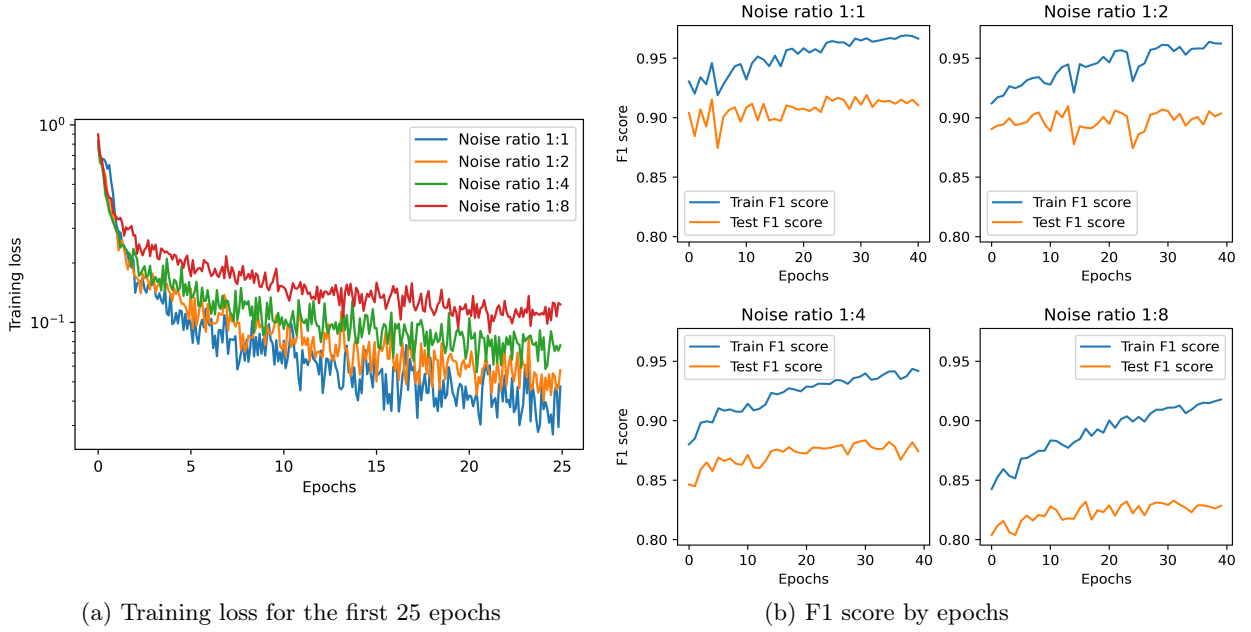 10⁰
10⁻¹
Training loss
0 5 10 15 20 25
Epochs
Noise ratio 1:1
Noise ratio 1:2
Noise ratio 1:4
Noise ratio 1:8
(a) Training loss for the first 25 epochs
Noise ratio 1:1
0.95
0.90
0.85
0.80
F1 score
Train F1 score
Test F1 score
0 10 20 30 40
Epochs
Noise ratio 1:2
0.95
0.90
0.85
0.80
Train F1 score
Test F1 score
0 10 20 30 40
Epochs
Noise ratio 1:4
0.95
0.90
0.85
0.80
F1 score
Train F1 score
Test F1 score
0 10 20 30 40
Epochs
Noise ratio 1:8
0.95
0.90
0.85
0.80
Train F1 score
Test F1 score
0 10 20 30 40
Epochs
(b) F1 score by epochs